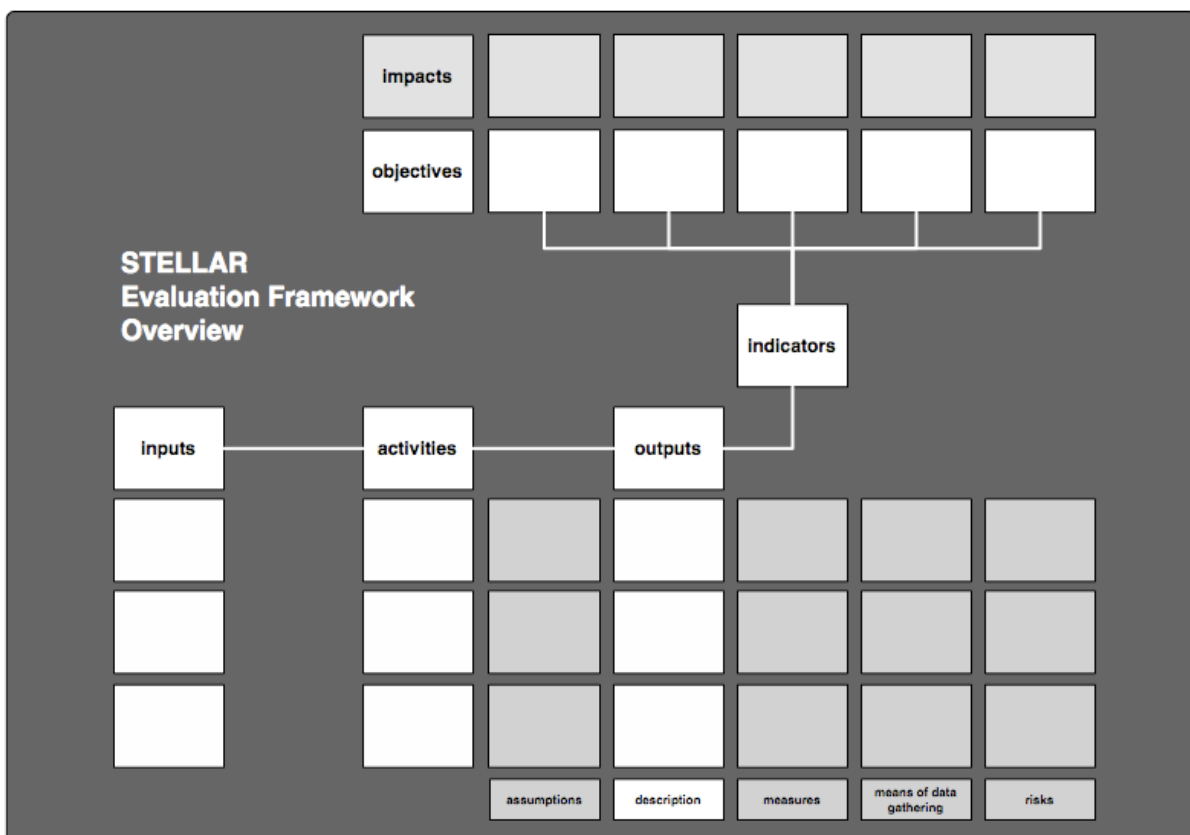 impacts
objectives
STELLAR
Evaluation Framework
Overview
indicators
inputs
activities
outputs
assumptions
description
measures
means of data
gathering
risks